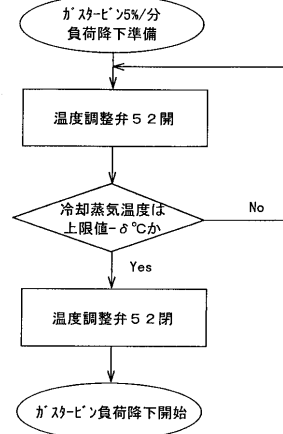 ｶﾞｽﾀｰﾋﾞﾝ5%/分
負荷降下準備
温度調整弁５２開
冷却蒸気温度は
上限値-δ℃か
No
Yes
温度調整弁５２閉
ｶﾞｽﾀｰﾋﾞﾝ負荷降下開始